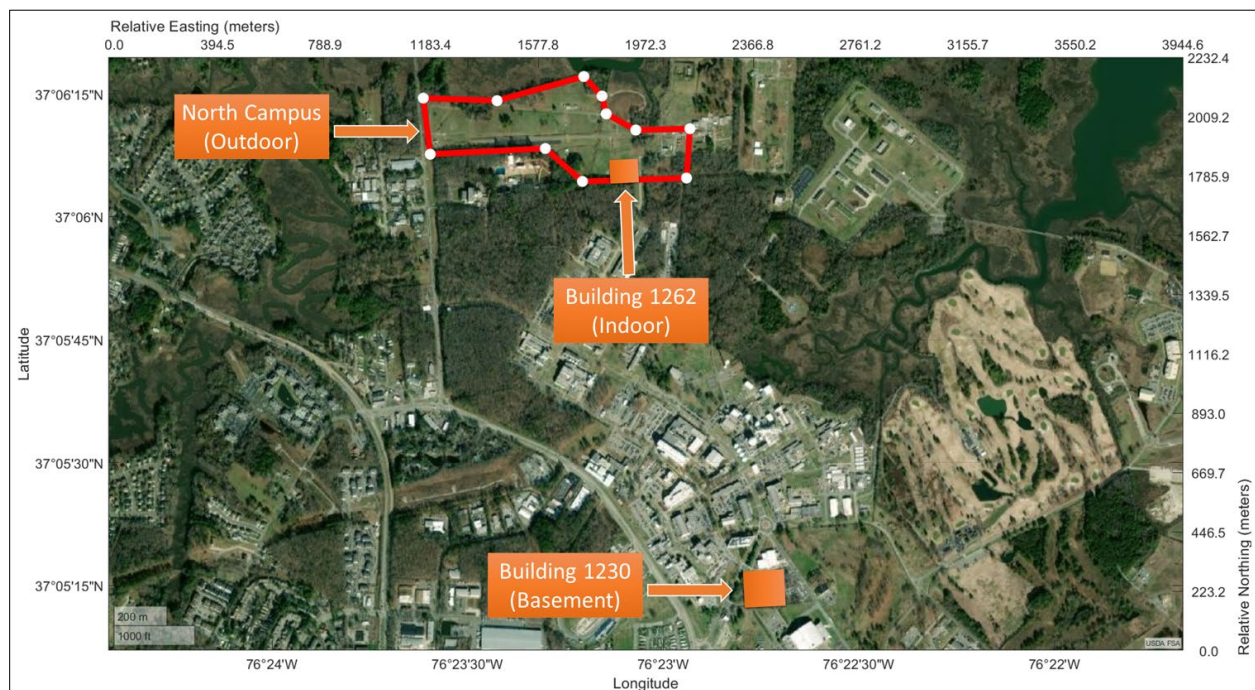 Relative Easting (meters)
0.0 394.5 788.9 1183.4 1577.8 1972.3 2366.8 2761.2 3155.7 3550.2 3944.6
2232.4
37°06'15"N
North Campus
(Outdoor)
2009.2
1785.9
37°06'N
1562.7
Building 1262
(Indoor)
1339.5
37°05'45"N
1116.2
Latitude
893.0
37°05'30"N
669.7
446.5
Relative Northing (meters)
Building 1230
(Basement)
37°05'15"N
223.2
200 m
1000 ft
USDA FSA
0.0
76°24'W 76°23'30"W 76°23'W 76°22'30"W 76°22'W
Longitude